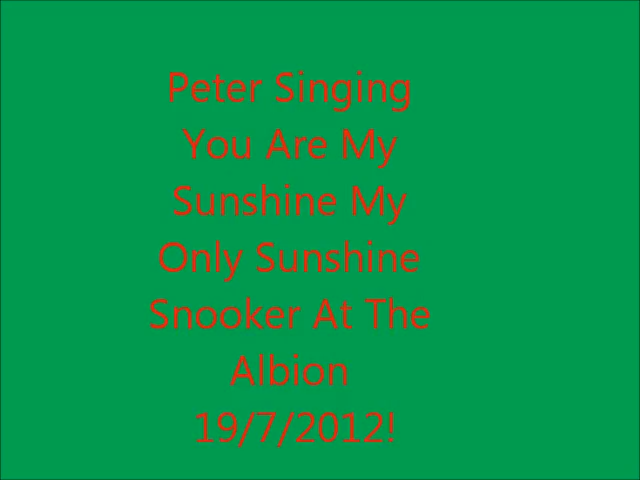 Peter Singing
You Are My
Sunshine My
Only Sunshine
Snooker At The
Albion
19/7/2012!